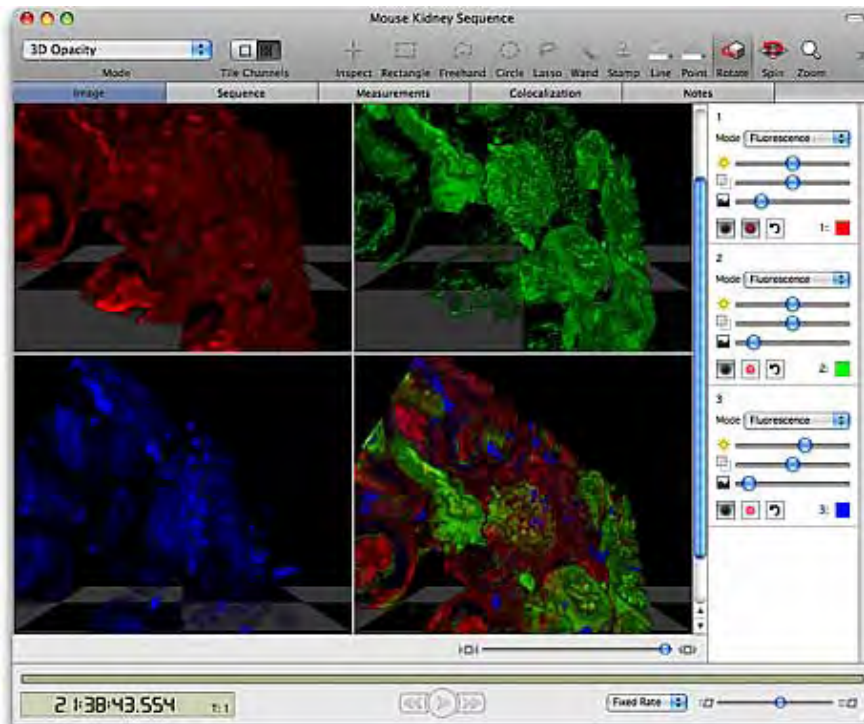 Mouse Kidney Sequence
3D Opacity
Mode Tile Channels Inspect Rectangle Freehand Circle Lasso Wand Stamp Line Point Rotate Spin Zoom
Image Sequence Measurements Colocalization Notes
1
Mode Fluorescence
1:
2
Mode Fluorescence
2:
3
Mode Fluorescence
3:
21:38:43.554 T: 1
Fixed Rate